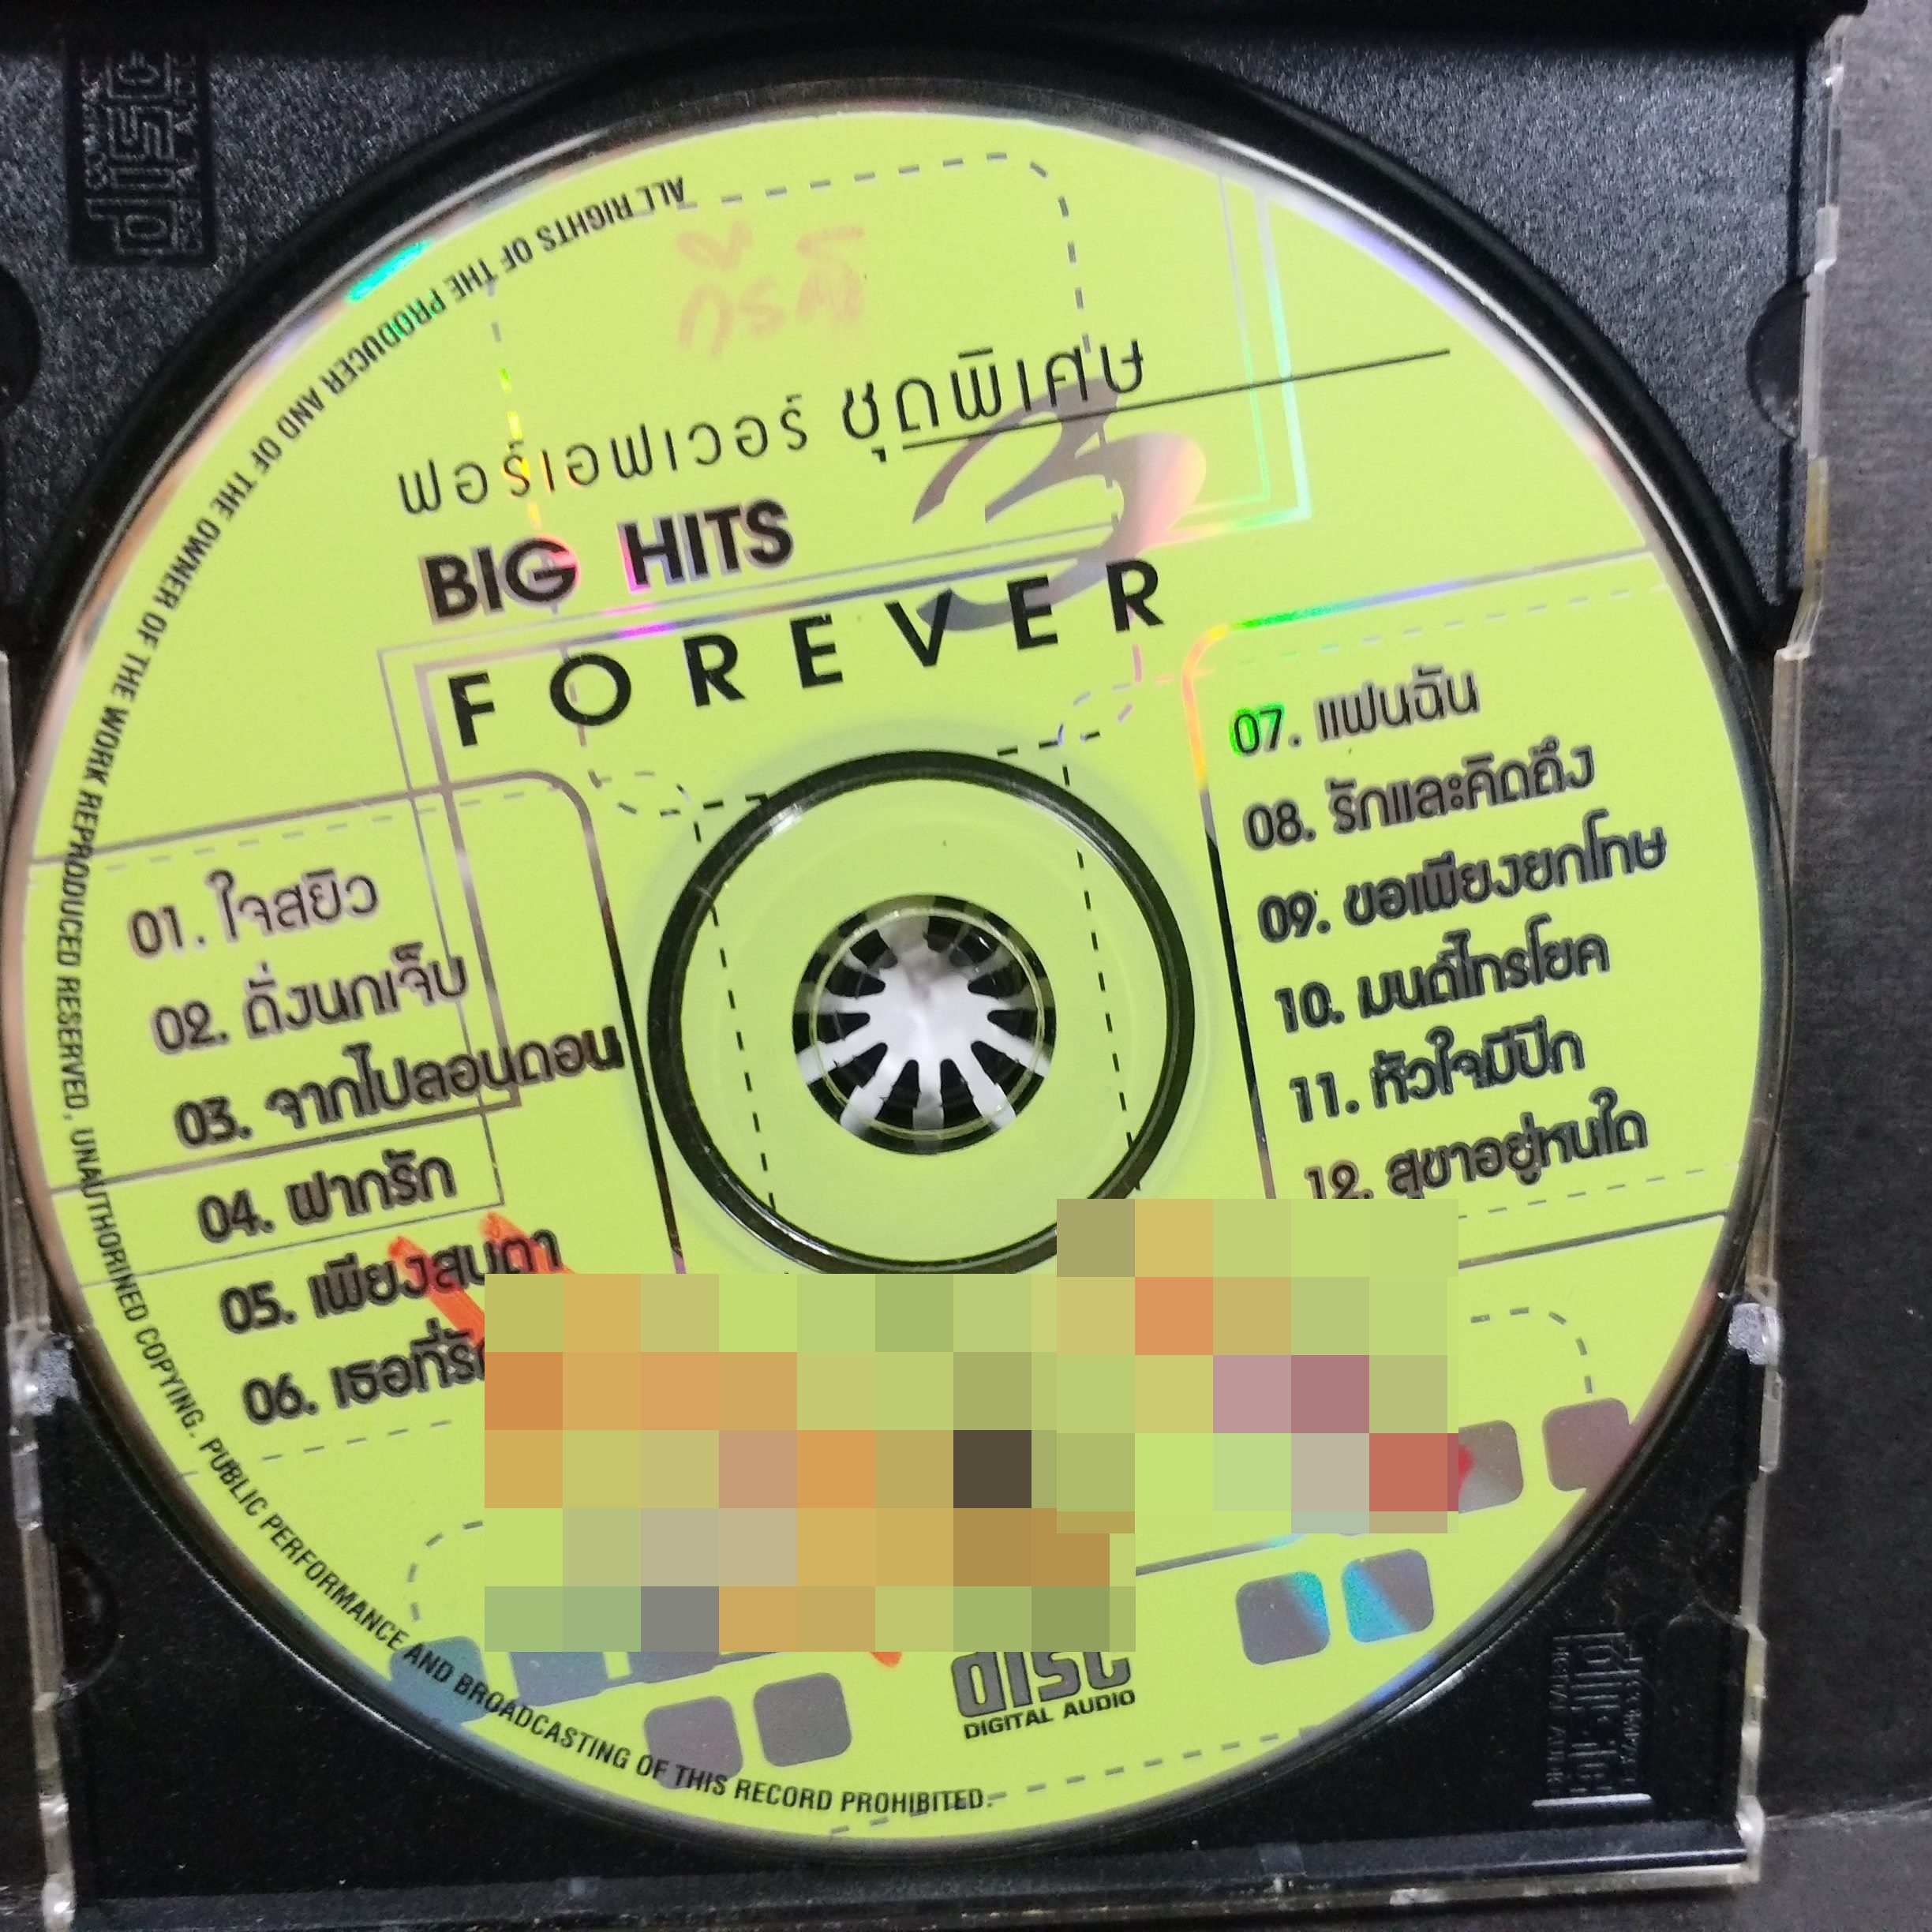 ฟอร์เอฟเวอร์ ชุดพิเศษ
3
BIG HITS
FOREVER
01. ใจสยิว
02. ดั่งนกเจ็บ
03. จากไปลอนดอน
04. ฝากรัก
05. เพียงสบตา
06. เธอที่รัก
07. แฟนฉัน
08. รักและคิดถึง
09. ขอเพียงยกโทษ
10. มนต์ไทรโยค
11. หัวใจมีปีก
12. สุขาอยู่หนใด
disc
DIGITAL AUDIO
ALL RIGHTS OF THE PRODUCER AND OF THE OWNER OF THE WORK REPRODUCED RESERVED, UNAUTHORINED COPYING. PUBLIC PERFORMANCE AND BROADCASTING OF THIS RECORD PROHIBITED.